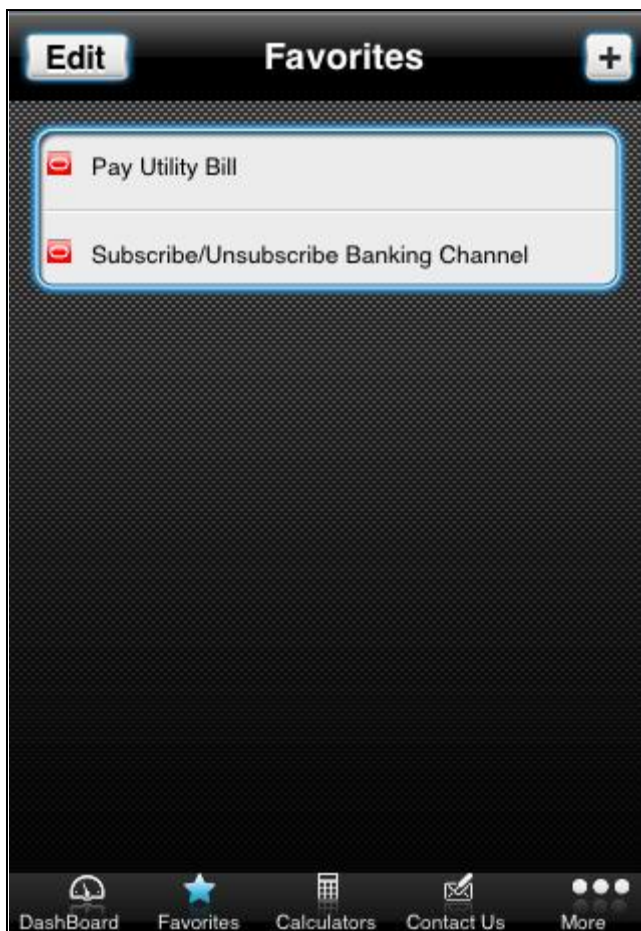 Edit Favorites +
Pay Utility Bill
Subscribe/Unsubscribe Banking Channel
DashBoard Favorites Calculators Contact Us More